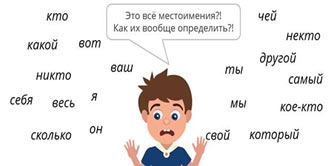 кто
Это всё местоимения?!
Как их вообще определить?!
чей
некто
какой
вот
другой
никто
ваш
ты
самый
себя
весь
я
мы
кое-кто
сколько
он
свой
который